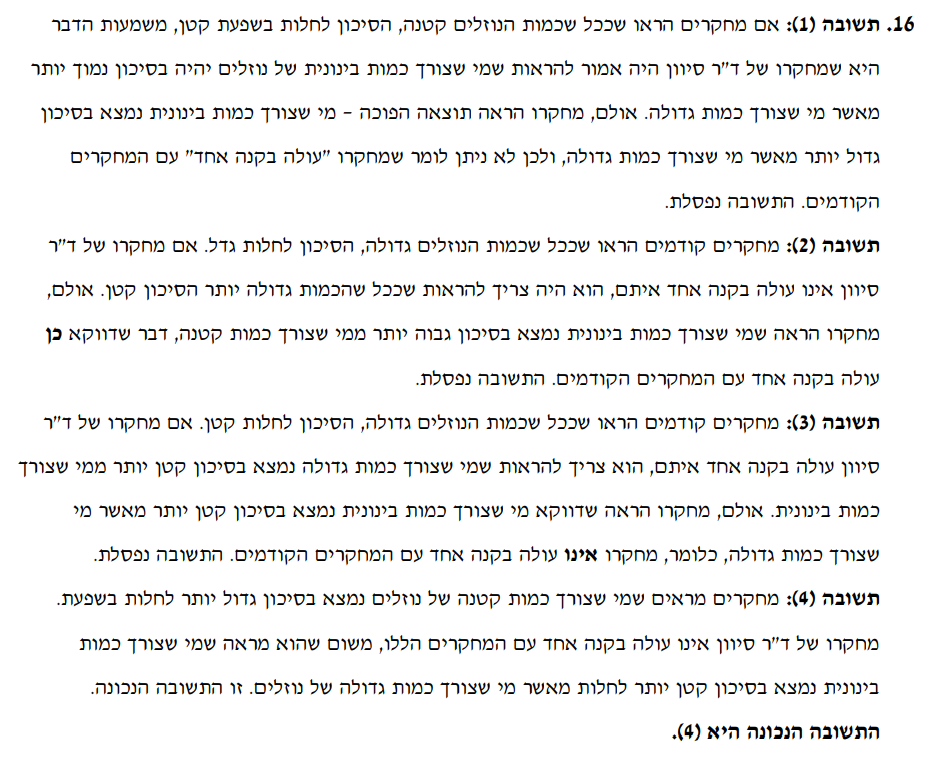 16. תשובה (1): אם מחקרים הראו שככל שכמות הנוזלים קטנה, הסיכון לחלות בשפעת קטן, משמעות הדבר
היא שמחקרו של ד"ר סיוון היה אמור להראות שמי שצורך כמות בינונית של נוזלים יהיה בסיכון נמוך יותר
מאשר מי שצורך כמות גדולה. אולם, מחקרו הראה תוצאה הפוכה – מי שצורך כמות בינונית נמצא בסיכון
גדול יותר מאשר מי שצורך כמות גדולה, ולכן לא ניתן לומר שמחקרו "עולה בקנה אחד" עם המחקרים
הקודמים. התשובה נפסלת.
תשובה (2): מחקרים קודמים הראו שככל שכמות הנוזלים גדולה, הסיכון לחלות גדל. אם מחקרו של ד"ר
סיוון אינו עולה בקנה אחד איתם, הוא היה צריך להראות שככל שהכמות גדולה יותר הסיכון קטן. אולם,
מחקרו הראה שמי שצורך כמות בינונית נמצא בסיכון גבוה יותר ממי שצורך כמות קטנה, דבר שדווקא כן
עולה בקנה אחד עם המחקרים הקודמים. התשובה נפסלת.
תשובה (3): מחקרים קודמים הראו שככל שכמות הנוזלים גדולה, הסיכון לחלות קטן. אם מחקרו של ד"ר
סיוון עולה בקנה אחד איתם, הוא צריך להראות שמי שצורך כמות גדולה נמצא בסיכון קטן יותר ממי שצורך
כמות בינונית. אולם, מחקרו הראה שדווקא מי שצורך כמות בינונית נמצא בסיכון קטן יותר מאשר מי
שצורך כמות גדולה, כלומר, מחקרו אינו עולה בקנה אחד עם המחקרים הקודמים. התשובה נפסלת.
תשובה (4): מחקרים מראים שמי שצורך כמות קטנה של נוזלים נמצא בסיכון גדול יותר לחלות בשפעת.
מחקרו של ד"ר סיוון אינו עולה בקנה אחד עם המחקרים הללו, משום שהוא מראה שמי שצורך כמות
בינונית נמצא בסיכון קטן יותר לחלות מאשר מי שצורך כמות גדולה של נוזלים. זו התשובה הנכונה.
התשובה הנכונה היא (4).